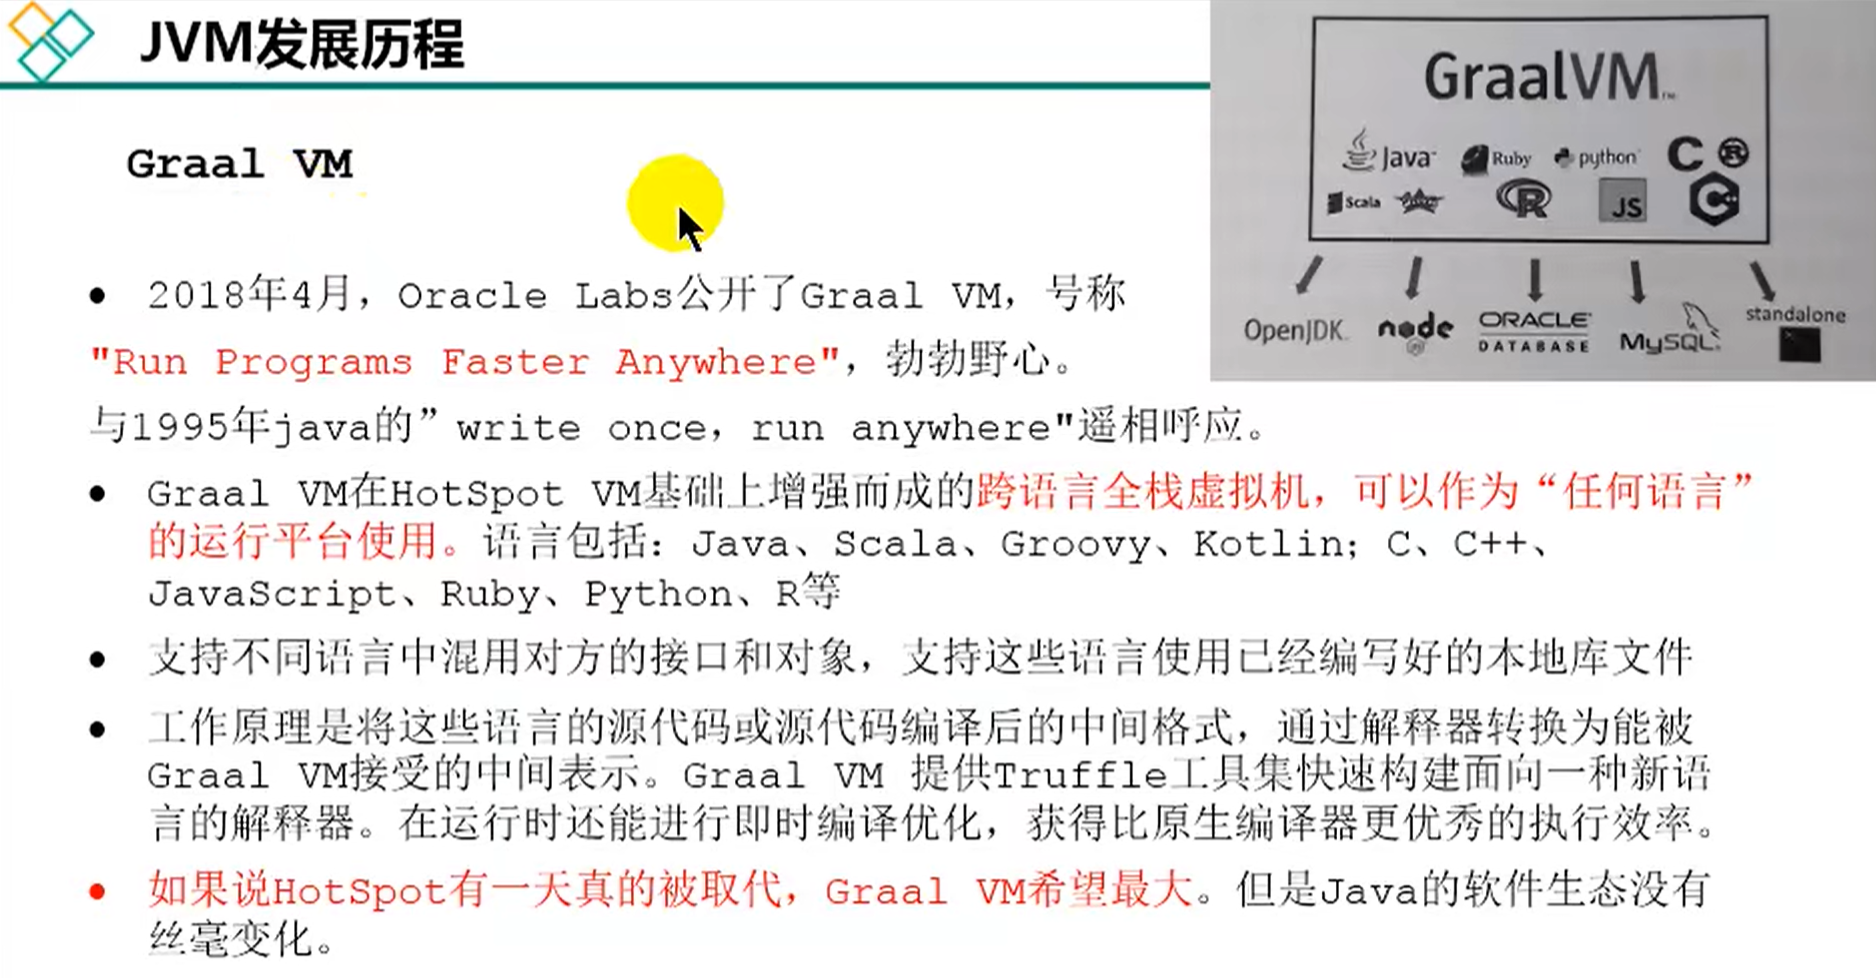 JVM发展历程
GraalVM™
Java™ Ruby python™ C R
Scala R JS C
OpenJDK™ node JS ORACLE® DATABASE MySQL® standalone
Graal VM
• 2018年4月，Oracle Labs公开了Graal VM，号称
"Run Programs Faster Anywhere"，勃勃野心。
与1995年java的”write once，run anywhere"遥相呼应。
• Graal VM在HotSpot VM基础上增强而成的跨语言全栈虚拟机，可以作为“任何语言”
的运行平台使用。语言包括：Java、Scala、Groovy、Kotlin；C、C++、
JavaScript、Ruby、Python、R等
• 支持不同语言中混用对方的接口和对象，支持这些语言使用已经编写好的本地库文件
• 工作原理是将这些语言的源代码或源代码编译后的中间格式，通过解释器转换为能被
Graal VM接受的中间表示。Graal VM 提供Truffle工具集快速构建面向一种新语
言的解释器。在运行时还能进行即时编译优化，获得比原生编译器更优秀的执行效率。
• 如果说HotSpot有一天真的被取代，Graal VM希望最大。但是Java的软件生态没有
丝毫变化。